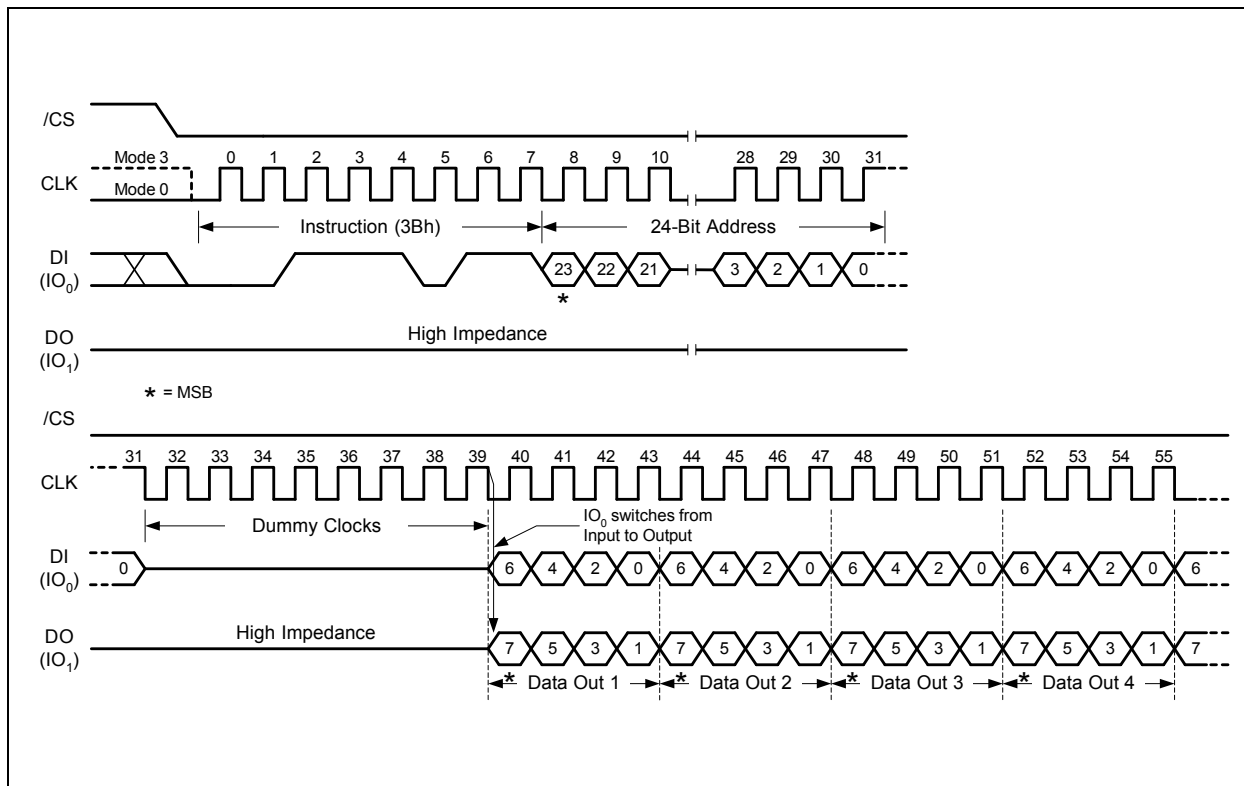 /CS
Mode 3 0 1 2 3 4 5 6 7 8 9 10 28 29 30 31
CLK
Mode 0
Instruction (3Bh) 24-Bit Address
DI
(IO0)
23 22 21 3 2 1 0
*
DO
(IO1)
High Impedance
* = MSB
/CS
31 32 33 34 35 36 37 38 39 40 41 42 43 44 45 46 47 48 49 50 51 52 53 54 55
CLK
Dummy Clocks
IO0 switches from
Input to Output
DI
(IO0)
0 6 4 2 0 6 4 2 0 6 4 2 0 6 4 2 0 6
DO
(IO1)
High Impedance
7 5 3 1 7 5 3 1 7 5 3 1 7 5 3 1 7
* Data Out 1 * Data Out 2 * Data Out 3 * Data Out 4